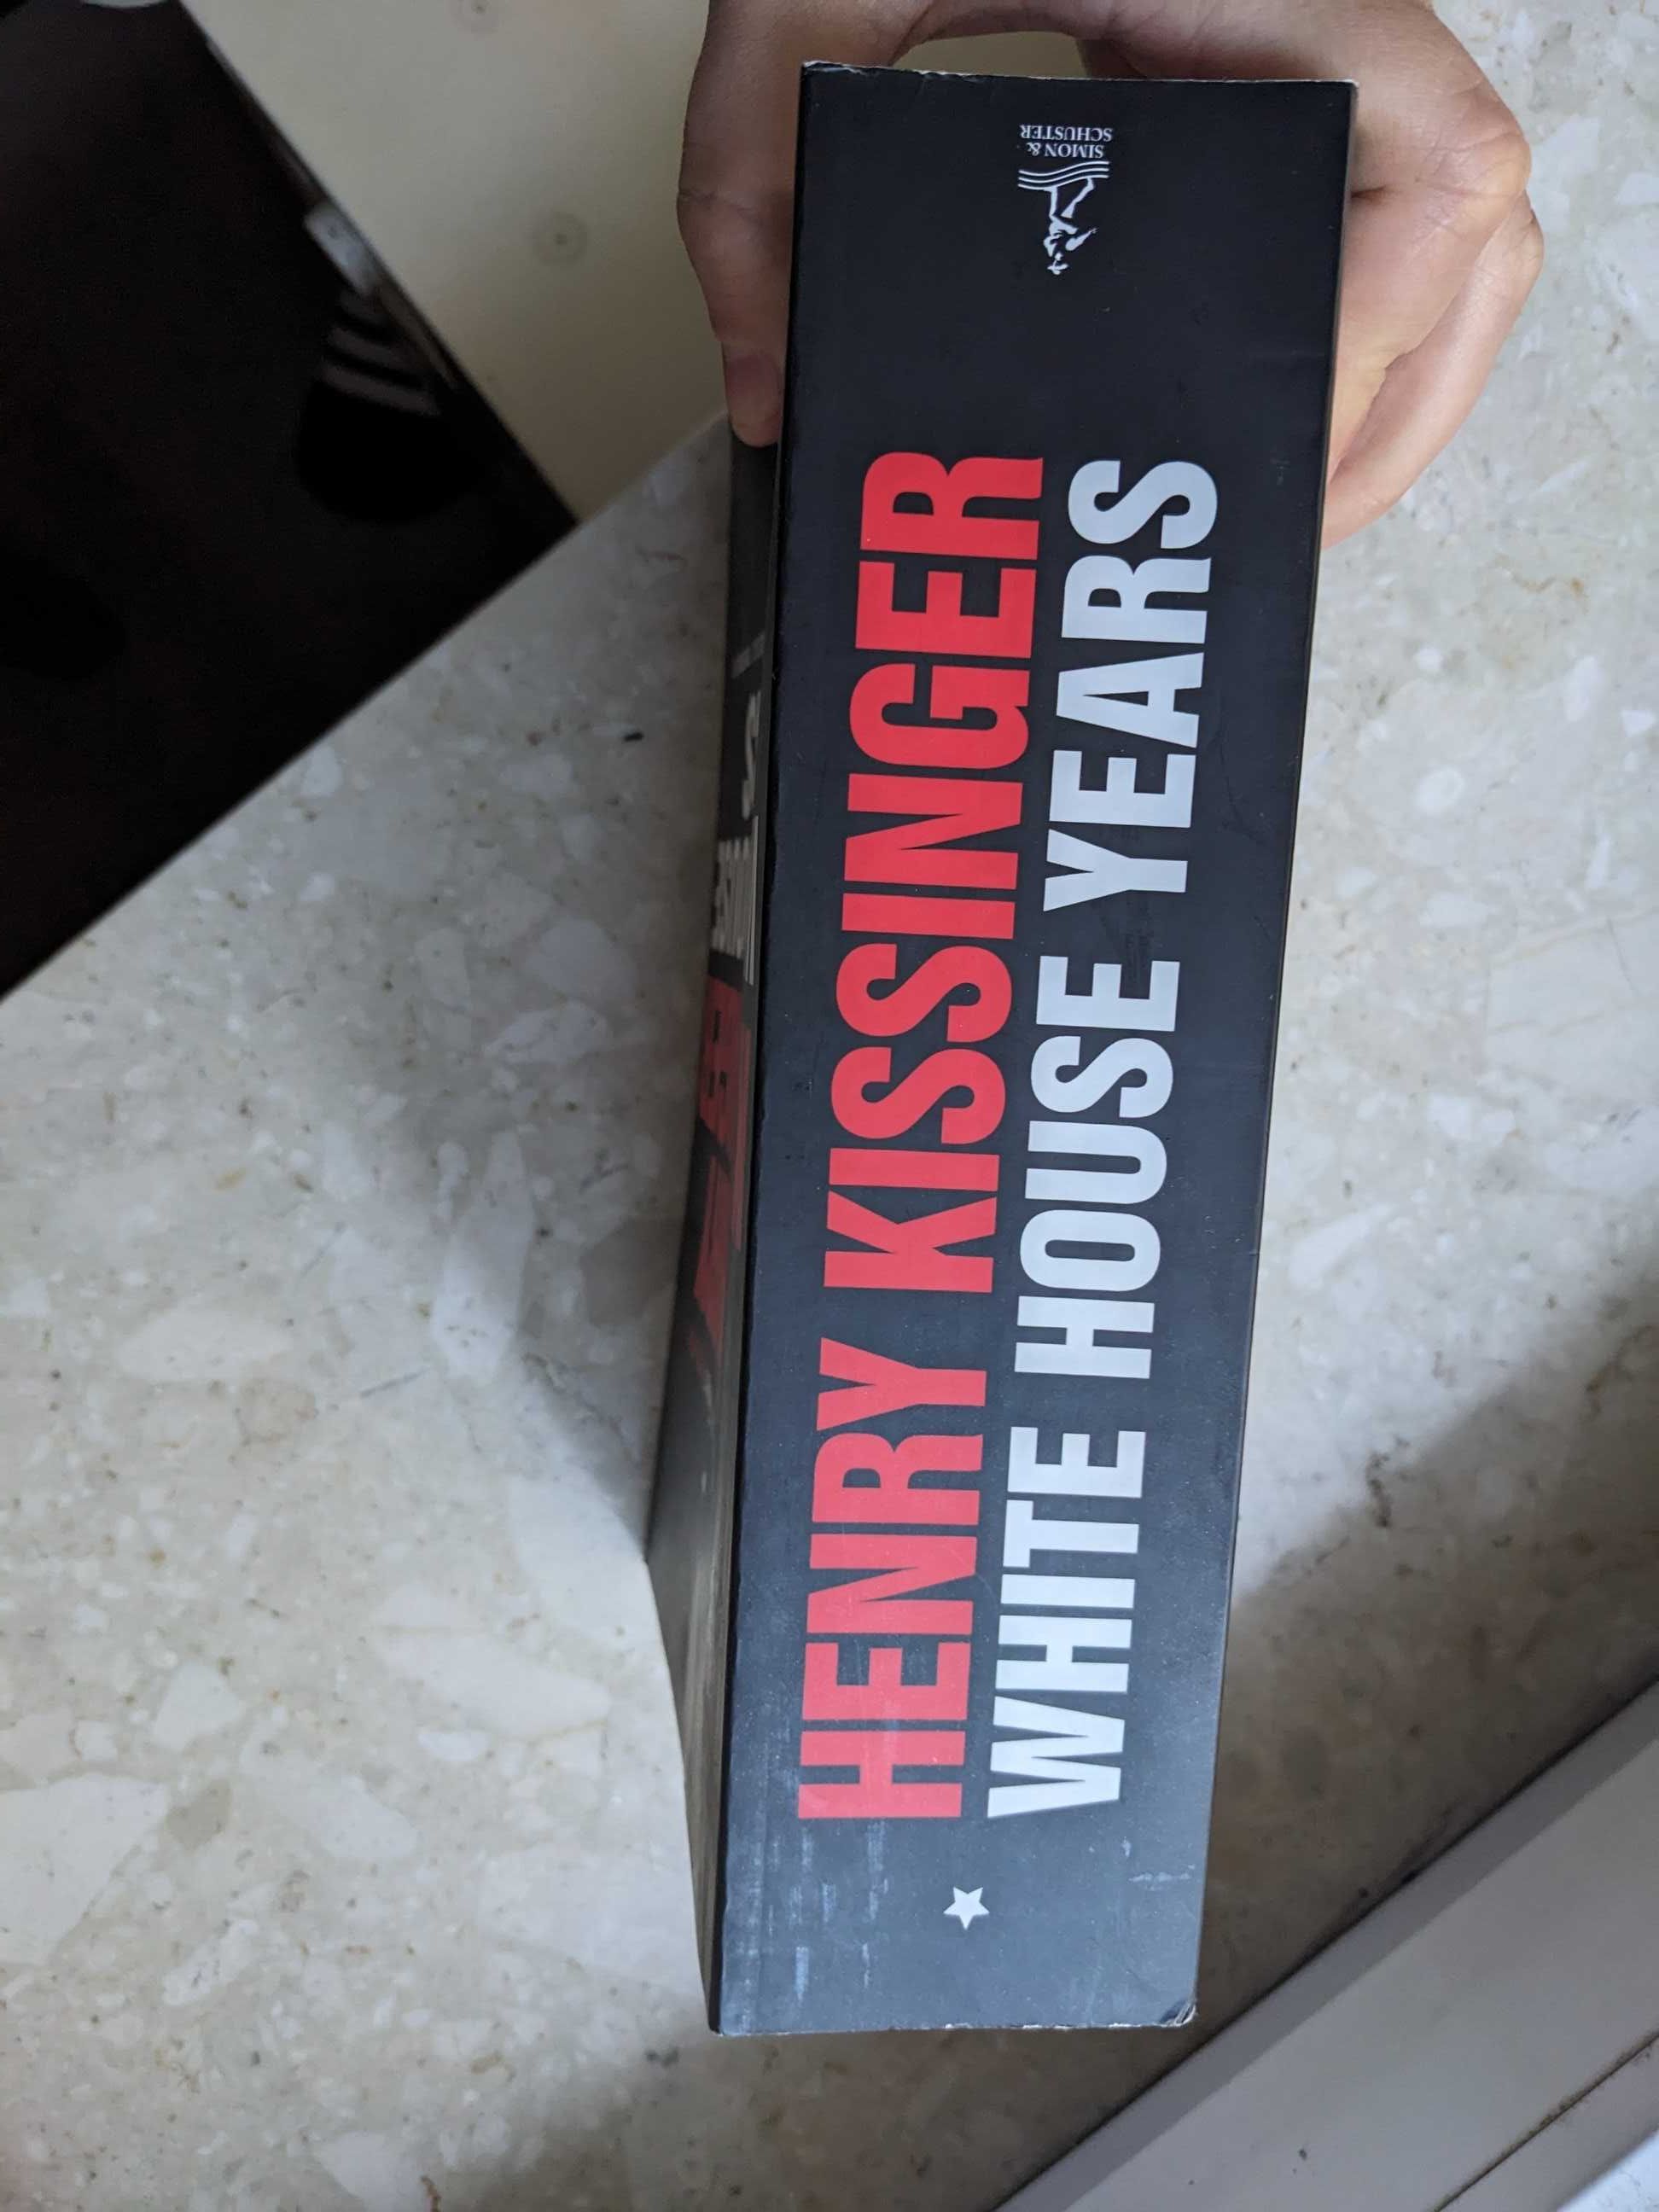 HENRY KISSINGER
WHITE HOUSE YEARS
SIMON &
SCHUSTER